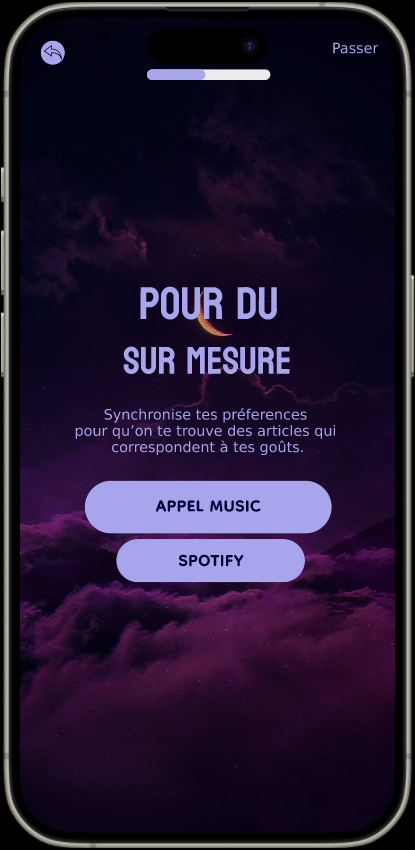 Passer
POUR DU
SUR MESURE
Synchronise tes préferences
pour qu’on te trouve des articles qui
correspondent à tes goûts.
APPEL MUSIC
SPOTIFY